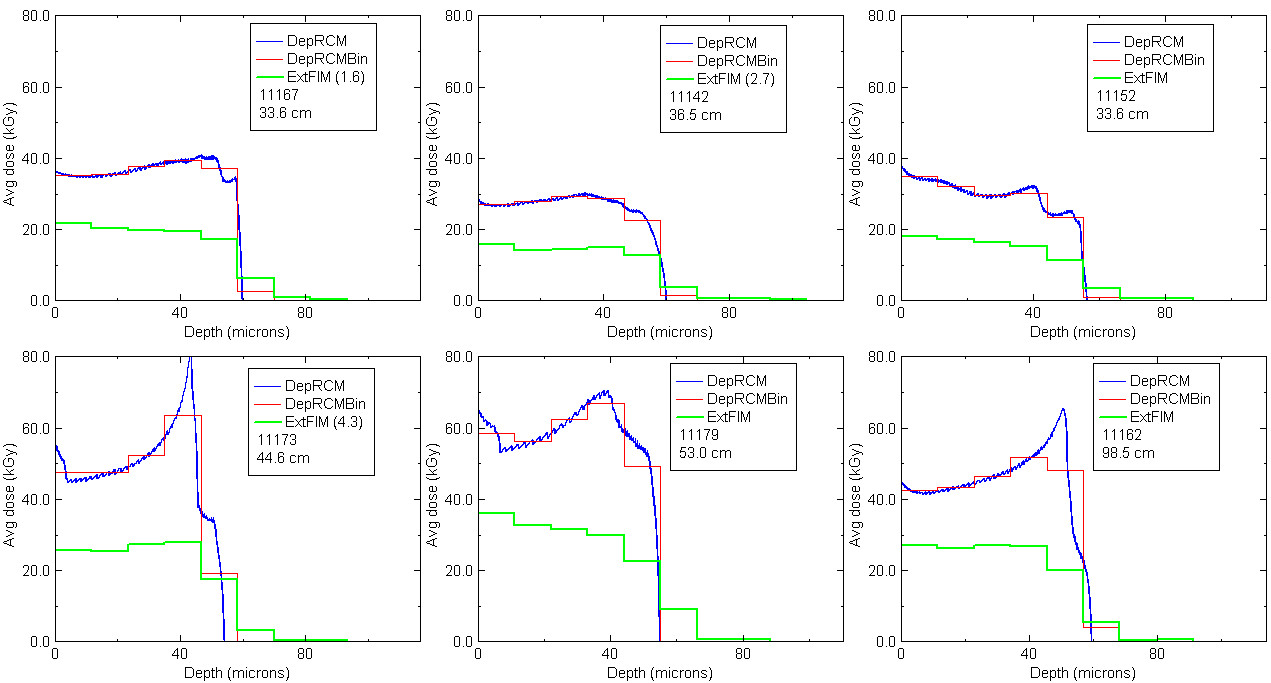 80.0
60.0
40.0
20.0
0.0
Avg dose (kGy)
0
40
80
Depth (microns)
DepRCM
DepRCMBin
ExtFIM (1.6)
11167
33.6 cm
80.0
60.0
40.0
20.0
0.0
Avg dose (kGy)
0
40
80
Depth (microns)
DepRCM
DepRCMBin
ExtFIM (2.7)
11142
36.5 cm
80.0
60.0
40.0
20.0
0.0
Avg dose (kGy)
0
40
80
Depth (microns)
DepRCM
DepRCMBin
ExtFIM
11152
33.6 cm
80.0
60.0
40.0
20.0
0.0
Avg dose (kGy)
0
40
80
Depth (microns)
DepRCM
DepRCMBin
ExtFIM (4.3)
11173
44.6 cm
80.0
60.0
40.0
20.0
0.0
Avg dose (kGy)
0
40
80
Depth (microns)
DepRCM
DepRCMBin
ExtFIM
11179
53.0 cm
80.0
60.0
40.0
20.0
0.0
Avg dose (kGy)
0
40
80
Depth (microns)
DepRCM
DepRCMBin
ExtFIM
11162
98.5 cm